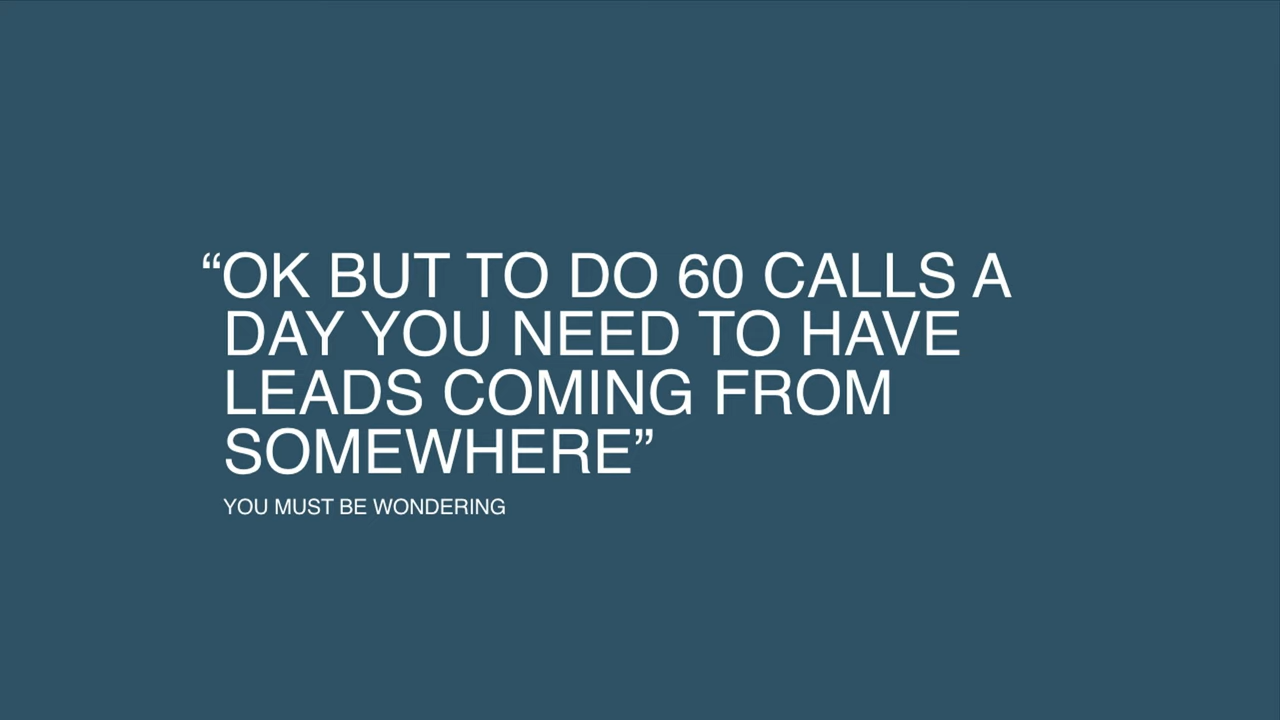 “OK BUT TO DO 60 CALLS A
DAY YOU NEED TO HAVE
LEADS COMING FROM
SOMEWHERE”
YOU MUST BE WONDERING